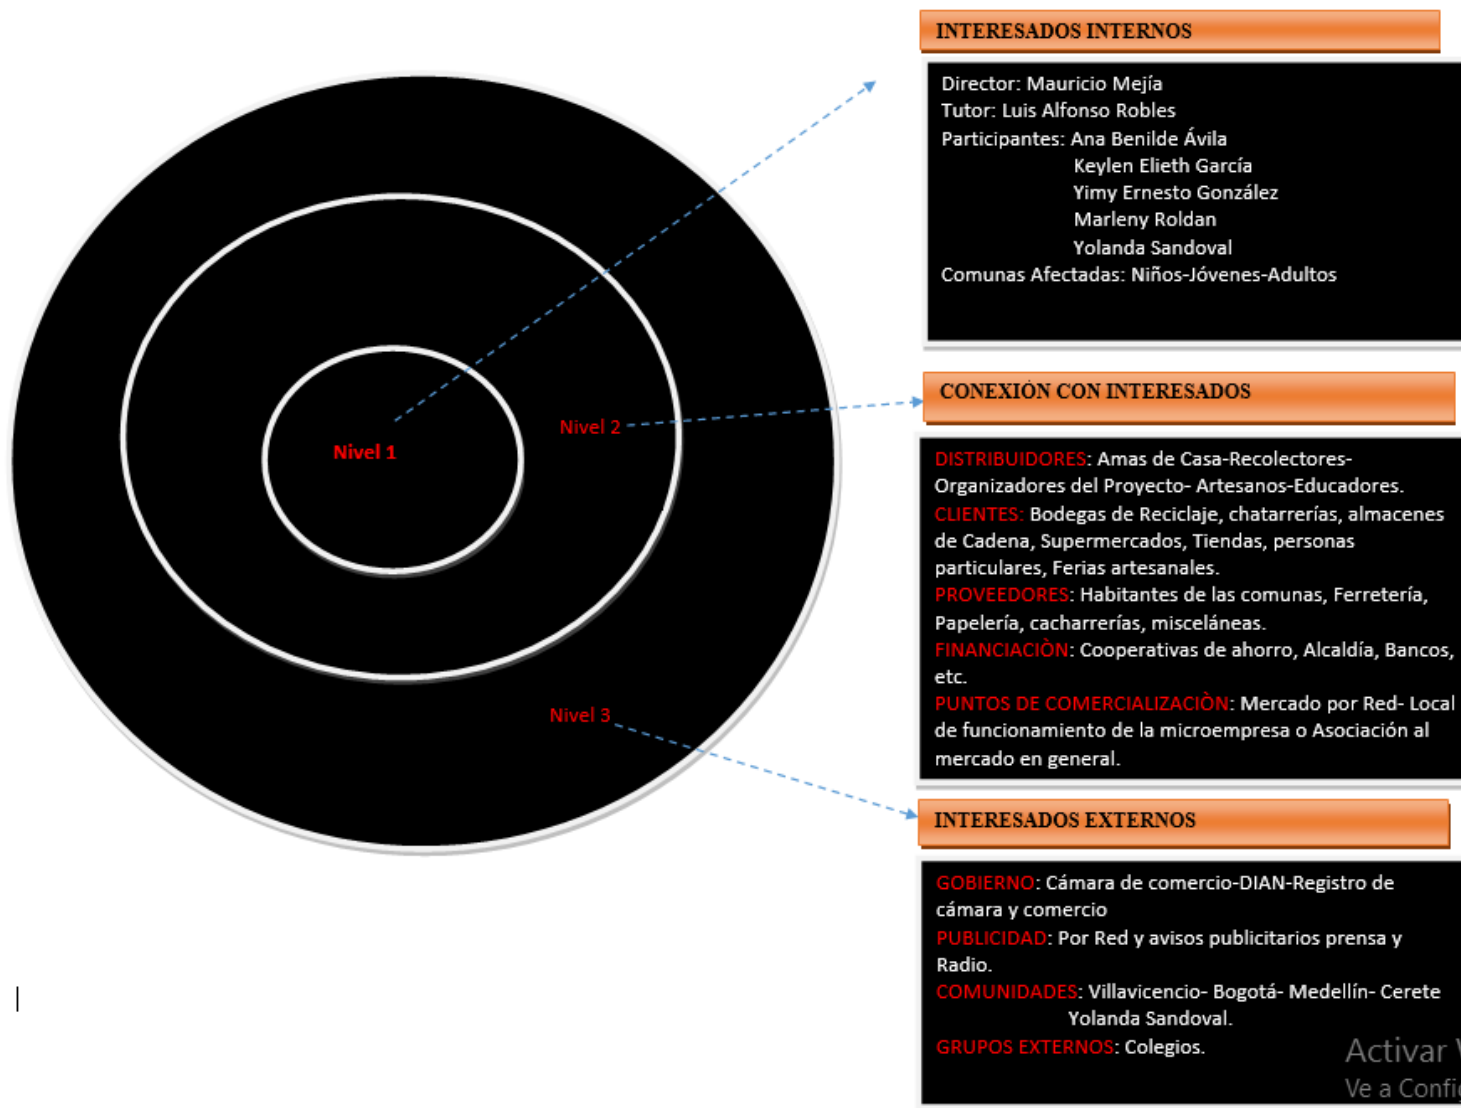 INTERESADOS INTERNOS
Director: Mauricio Mejía
Tutor: Luis Alfonso Robles
Participantes: Ana Benilde Ávila
Keylen Elieth García
Yimy Ernesto González
Marleny Roldan
Yolanda Sandoval
Comunas Afectadas: Niños-Jóvenes-Adultos
Nivel 1
Nivel 2
Nivel 3
CONEXIÓN CON INTERESADOS
DISTRIBUIDORES: Amas de Casa-Recolectores-
Organizadores del Proyecto- Artesanos-Educadores.
CLIENTES: Bodegas de Reciclaje, chatarrerías, almacenes
de Cadena, Supermercados, Tiendas, personas
particulares, Ferias artesanales.
PROVEEDORES: Habitantes de las comunas, Ferretería,
Papelería, cacharrerías, misceláneas.
FINANCIACIÒN: Cooperativas de ahorro, Alcaldía, Bancos,
etc.
PUNTOS DE COMERCIALIZACIÒN: Mercado por Red- Local
de funcionamiento de la microempresa o Asociación al
mercado en general.
INTERESADOS EXTERNOS
GOBIERNO: Cámara de comercio-DIAN-Registro de
cámara y comercio
PUBLICIDAD: Por Red y avisos publicitarios prensa y
Radio.
COMUNIDADES: Villavicencio- Bogotá- Medellín- Cerete
Yolanda Sandoval.
GRUPOS EXTERNOS: Colegios.
Activar
Ve a